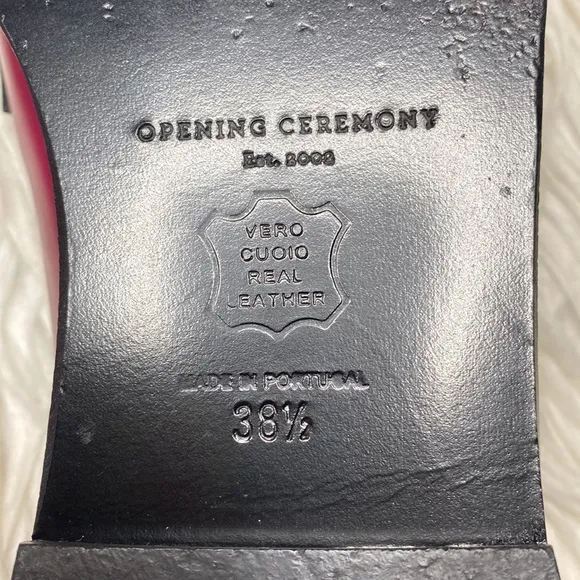 OPENING CEREMONY
Est. 2002
VERO
CUOIO
REAL
LEATHER
MADE IN PORTUGAL
38½